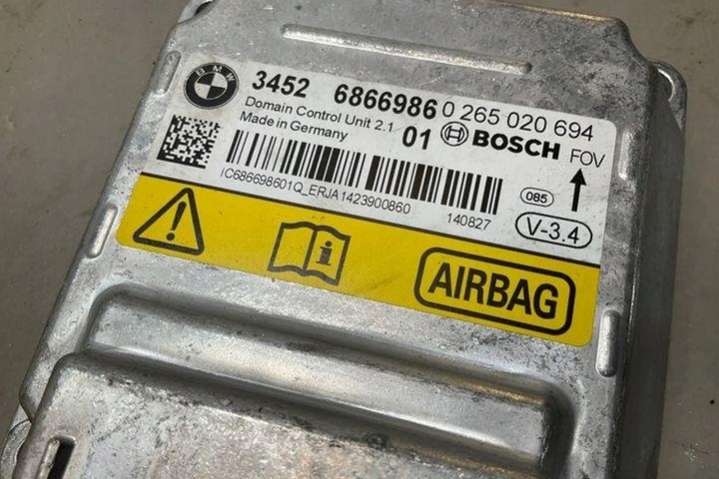 BMW
3452 6866986 0 265 020 694
Domain Control Unit 2.1 01 BOSCH FOV
Made in Germany
IC686698601Q_ERJA1423900860 140827
085
V-3.4
AIRBAG